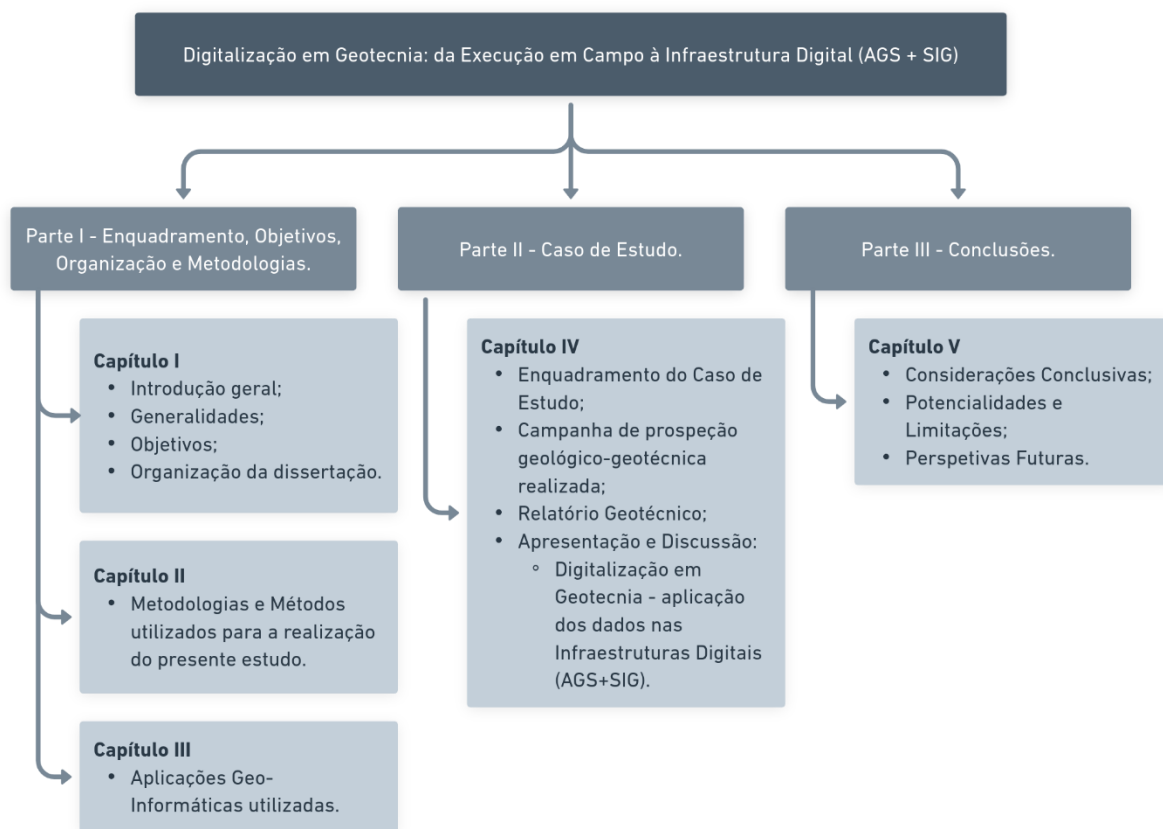 Digitalização em Geotecnia: da Execução em Campo à Infraestrutura Digital (AGS + SIG)
Parte I - Enquadramento, Objetivos,
Organização e Metodologias.
Capítulo I
• Introdução geral;
• Generalidades;
• Objetivos;
• Organização da dissertação.
Capítulo II
• Metodologias e Métodos
utilizados para a realização
do presente estudo.
Capítulo III
• Aplicações Geo-
Informáticas utilizadas.
Parte II - Caso de Estudo.
Capítulo IV
• Enquadramento do Caso de
Estudo;
• Campanha de prospeção
geológico-geotécnica
realizada;
• Relatório Geotécnico;
• Apresentação e Discussão:
◦ Digitalização em
Geotecnia - aplicação
dos dados nas
Infraestruturas Digitais
(AGS+SIG).
Parte III - Conclusões.
Capítulo V
• Considerações Conclusivas;
• Potencialidades e
Limitações;
• Perspetivas Futuras.